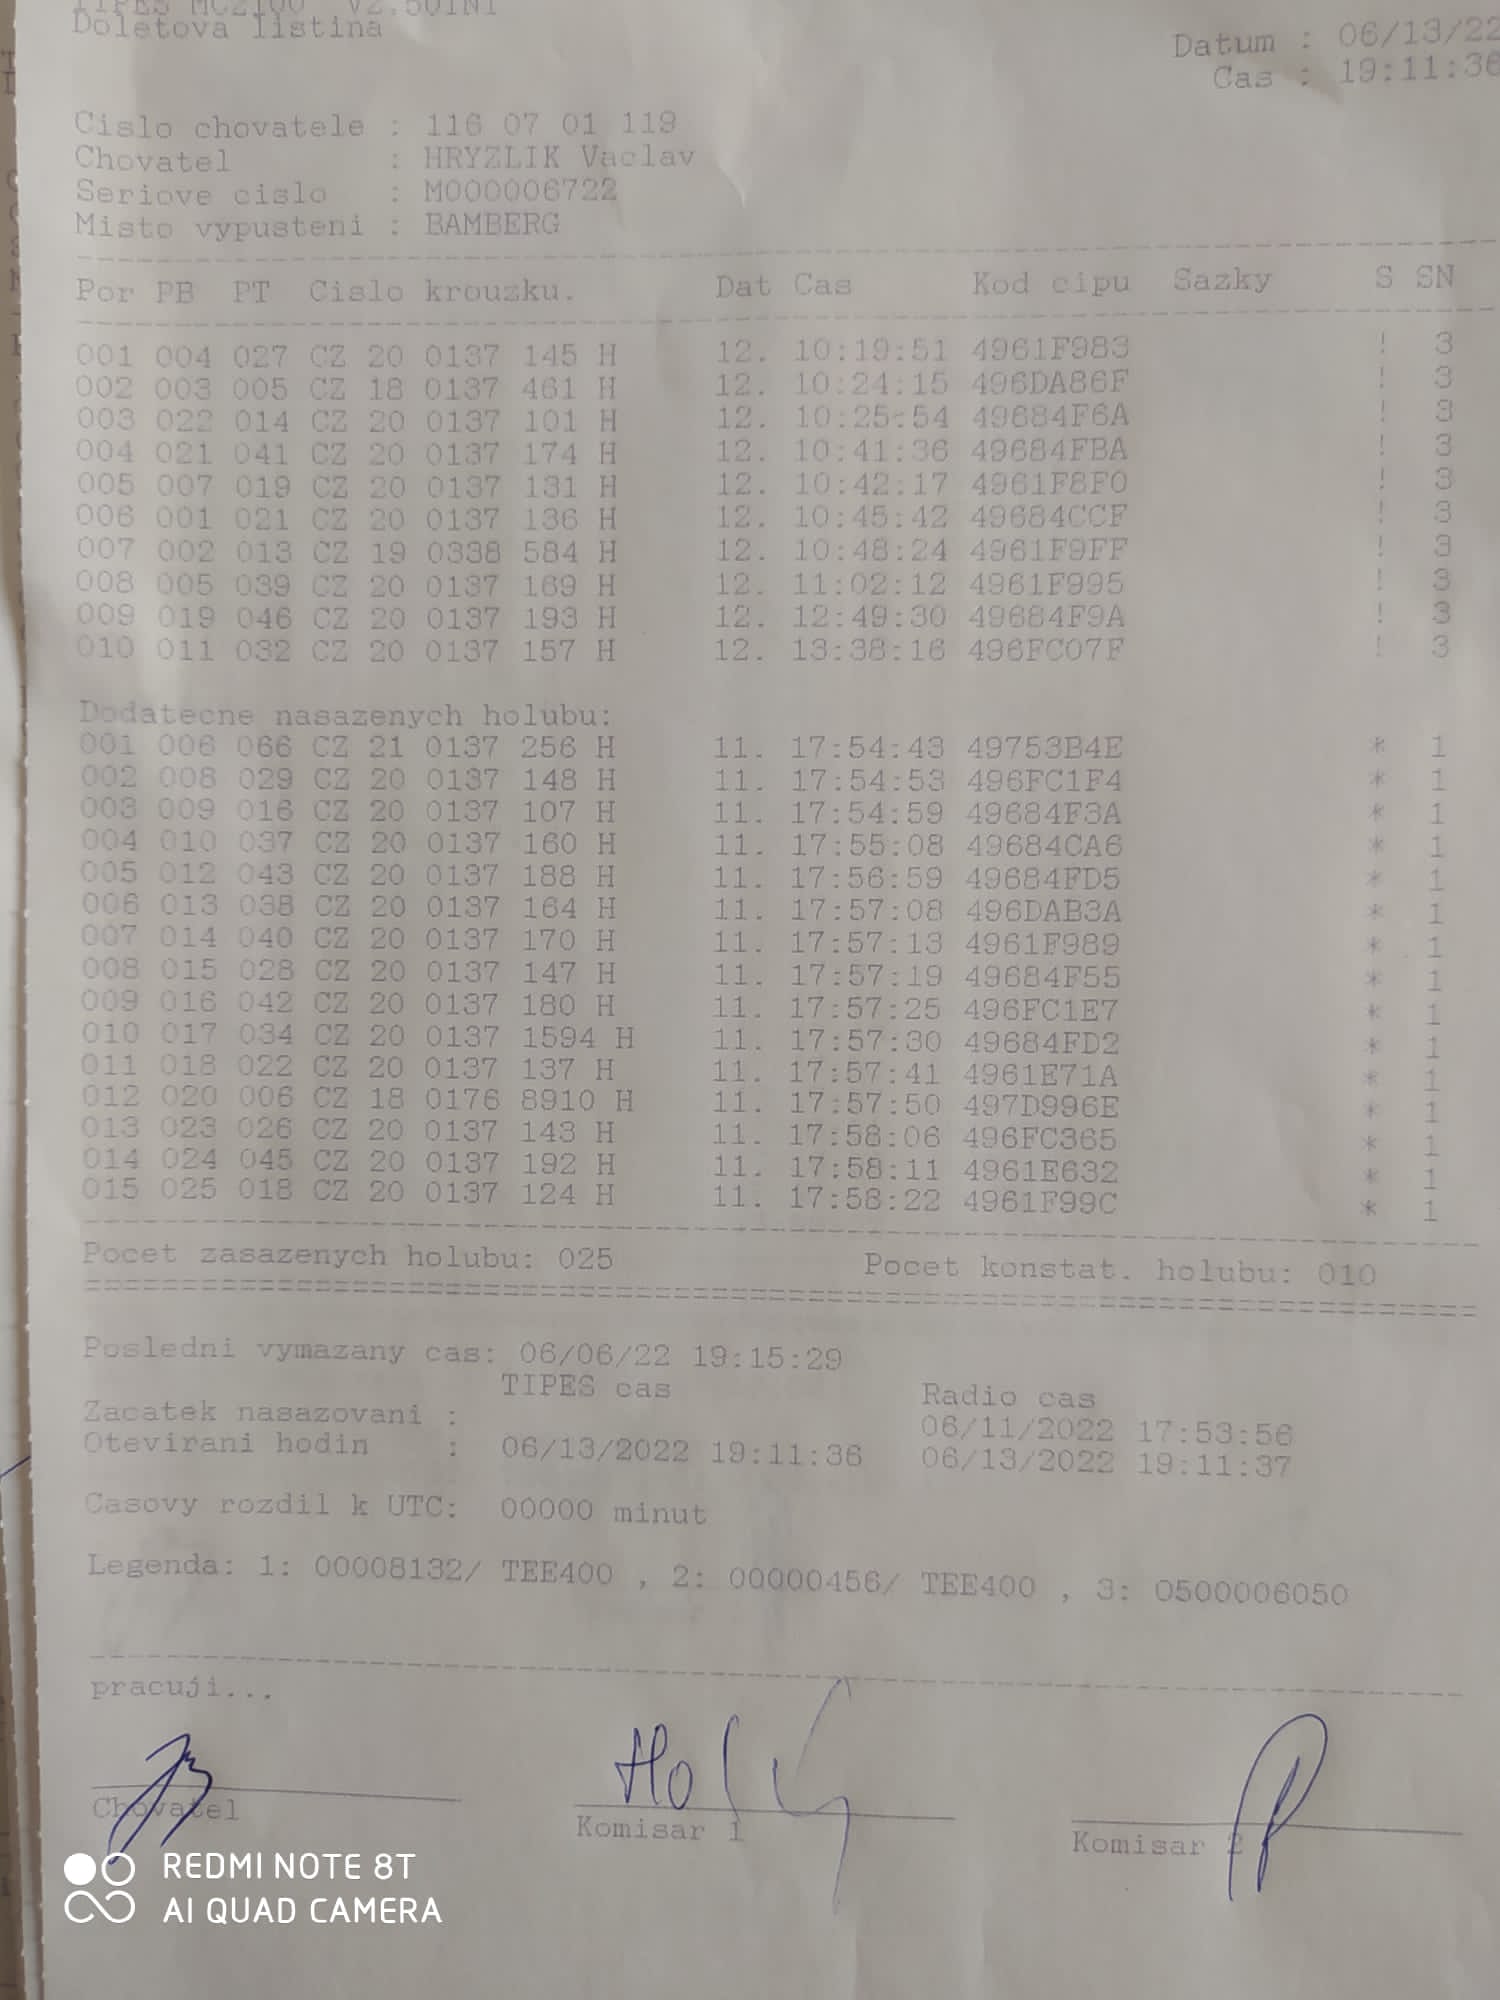 TIPES MCZ100 V2.501N1
Doletova listina
Datum : 06/13/22
Cas : 19:11:36
Cislo chovatele : 116 07 01 119
Chovatel : HRYZLIK Vaclav
Seriove cislo : M000006722
Misto vypusteni : BAMBERG
Por PB PT Cislo krouzku. Dat Cas Kod cipu Sazky S SN
001 004 027 CZ 20 0137 145 H 12. 10:19:51 4961F983 ! 3
002 003 005 CZ 18 0137 461 H 12. 10:24:15 496DA86F ! 3
003 022 014 CZ 20 0137 101 H 12. 10:25:54 49684F6A ! 3
004 021 041 CZ 20 0137 174 H 12. 10:41:36 49684FBA ! 3
005 007 019 CZ 20 0137 131 H 12. 10:42:17 4961F8F0 ! 3
006 001 021 CZ 20 0137 136 H 12. 10:45:42 49684CCF ! 3
007 002 013 CZ 19 0338 584 H 12. 10:48:24 4961F9FF ! 3
008 005 039 CZ 20 0137 169 H 12. 11:02:12 4961F995 ! 3
009 019 046 CZ 20 0137 193 H 12. 12:49:30 49684F9A ! 3
010 011 032 CZ 20 0137 157 H 12. 13:38:16 496FC07F ! 3
Dodatecne nasazenych holubu:
001 006 066 CZ 21 0137 256 H 11. 17:54:43 49753B4E * 1
002 008 029 CZ 20 0137 148 H 11. 17:54:53 496FC1F4 * 1
003 009 016 CZ 20 0137 107 H 11. 17:54:59 49684F3A * 1
004 010 037 CZ 20 0137 160 H 11. 17:55:08 49684CA6 * 1
005 012 043 CZ 20 0137 188 H 11. 17:56:59 49684FD5 * 1
006 013 038 CZ 20 0137 164 H 11. 17:57:08 496DAB3A * 1
007 014 040 CZ 20 0137 170 H 11. 17:57:13 4961F989 * 1
008 015 028 CZ 20 0137 147 H 11. 17:57:19 49684F55 * 1
009 016 042 CZ 20 0137 180 H 11. 17:57:25 496FC1E7 * 1
010 017 034 CZ 20 0137 1594 H 11. 17:57:30 49684FD2 * 1
011 018 022 CZ 20 0137 137 H 11. 17:57:41 4961E71A * 1
012 020 006 CZ 18 0176 8910 H 11. 17:57:50 497D996E * 1
013 023 026 CZ 20 0137 143 H 11. 17:58:06 496FC365 * 1
014 024 045 CZ 20 0137 192 H 11. 17:58:11 4961E632 * 1
015 025 018 CZ 20 0137 124 H 11. 17:58:22 4961F99C * 1
Pocet zasazenych holubu: 025 Pocet konstat. holubu: 010
Posledni vymazany cas: 06/06/22 19:15:29
TIPES cas Radio cas
Zacatek nasazovani : 06/11/2022 17:53:56
Otevirani hodin : 06/13/2022 19:11:36 06/13/2022 19:11:37
Casovy rozdil k UTC: 00000 minut
Legenda: 1: 00008132/ TEE400 , 2: 00000456/ TEE400 , 3: 0500006050
pracuji...
Chovatel
Komisar 1
Komisar 2
REDMI NOTE 8T
AI QUAD CAMERA